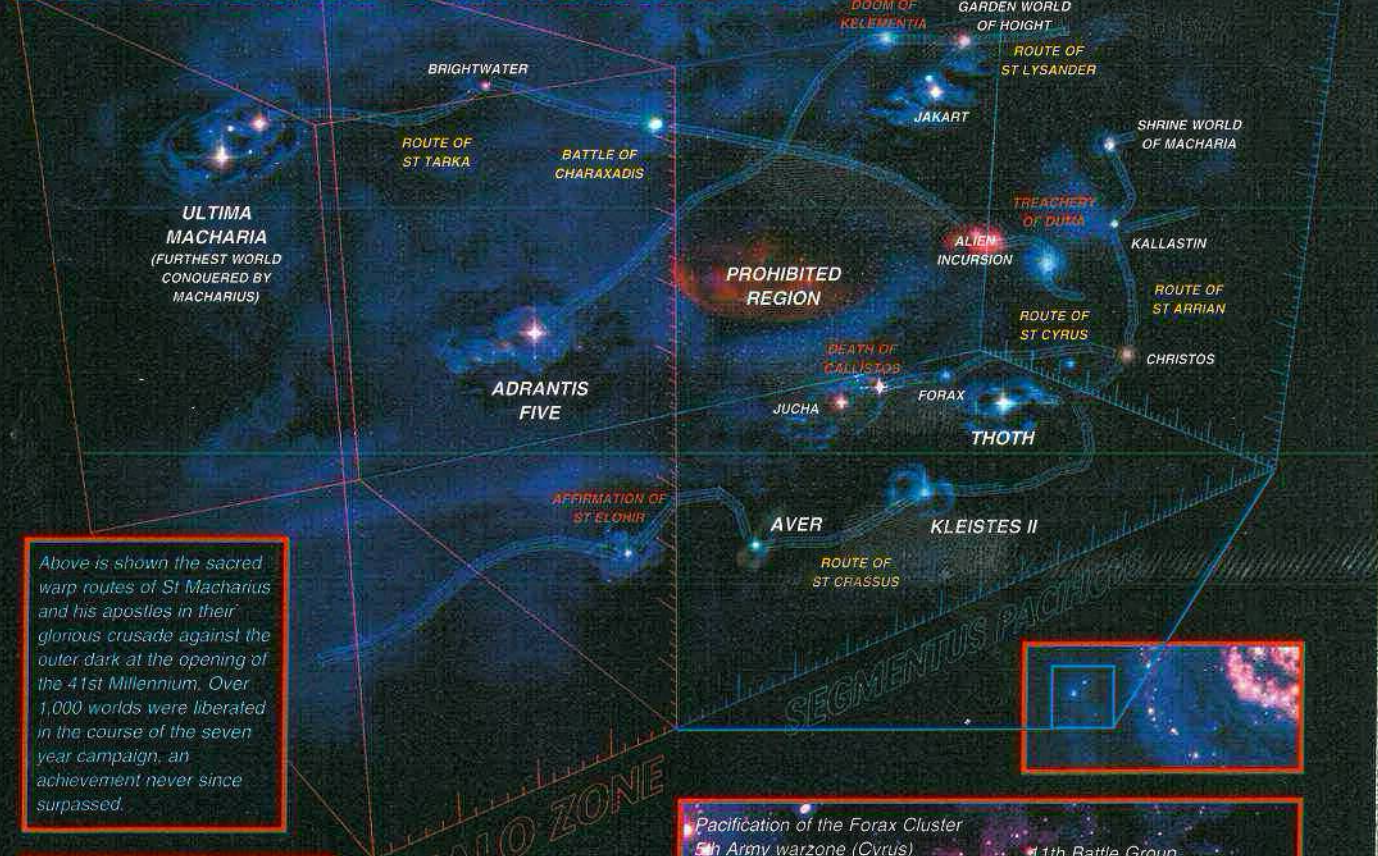 DOOM OF
KELEMENTIA
GARDEN WORLD
OF HOIGHT
ROUTE OF
ST LYSANDER
BRIGHTWATER
JAKART
SHRINE WORLD
OF MACHARIA
ROUTE OF
ST TARKA
BATTLE OF
CHARAXADIS
ULTIMA
MACHARIA
(FURTHEST WORLD
CONQUERED BY
MACHARIUS)
TREACHERY
OF DUMA
KALLASTIN
ALIEN
INCURSION
PROHIBITED
REGION
ROUTE OF
ST ARRIAN
ROUTE OF
ST CYRUS
CHRISTOS
DEATH OF
CALLISTOS
ADRANTIS
FIVE
JUCHA
FORAX
THOTH
AFFIRMATION OF
ST ELOHIR
AVER
KLEISTES II
ROUTE OF
ST CRASSUS
Above is shown the sacred
warp routes of St Macharius
and his apostles in their
glorious crusade against the
outer dark at the opening of
the 41st Millennium. Over
1,000 worlds were liberated
in the course of the seven
year campaign, an
achievement never since
surpassed.
SEGMENTUS PACIFICUS
ALO ZONE
Pacification of the Forax Cluster
5th Army warzone (Cyrus)
11th Battle Group